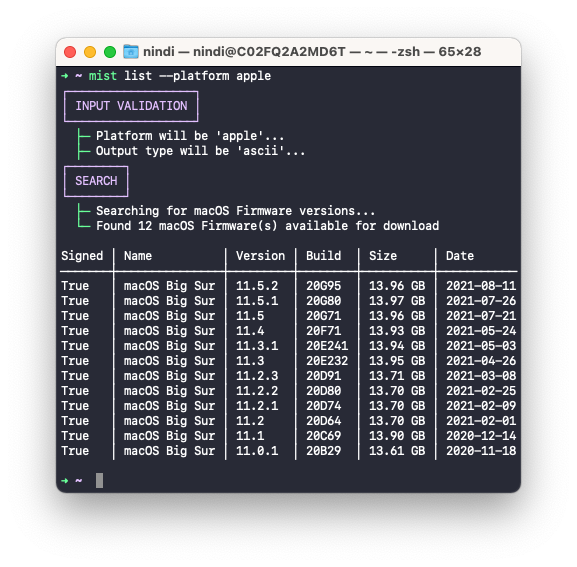 nindi — nindi@C02FQ2A2MD6T — ~ — -zsh — 65×28
➜ ~ mist list --platform apple
INPUT VALIDATION
├─ Platform will be 'apple'...
├─ Output type will be 'ascii'...
SEARCH
├─ Searching for macOS Firmware versions...
└─ Found 12 macOS Firmware(s) available for download
Signed │ Name │ Version │ Build │ Size │ Date
True │ macOS Big Sur │ 11.5.2 │ 20G95 │ 13.96 GB │ 2021-08-11
True │ macOS Big Sur │ 11.5.1 │ 20G80 │ 13.97 GB │ 2021-07-26
True │ macOS Big Sur │ 11.5 │ 20G71 │ 13.96 GB │ 2021-07-21
True │ macOS Big Sur │ 11.4 │ 20F71 │ 13.93 GB │ 2021-05-24
True │ macOS Big Sur │ 11.3.1 │ 20E241 │ 13.94 GB │ 2021-05-03
True │ macOS Big Sur │ 11.3 │ 20E232 │ 13.95 GB │ 2021-04-26
True │ macOS Big Sur │ 11.2.3 │ 20D91 │ 13.71 GB │ 2021-03-08
True │ macOS Big Sur │ 11.2.2 │ 20D80 │ 13.70 GB │ 2021-02-25
True │ macOS Big Sur │ 11.2.1 │ 20D74 │ 13.70 GB │ 2021-02-09
True │ macOS Big Sur │ 11.2 │ 20D64 │ 13.70 GB │ 2021-02-01
True │ macOS Big Sur │ 11.1 │ 20C69 │ 13.90 GB │ 2020-12-14
True │ macOS Big Sur │ 11.0.1 │ 20B29 │ 13.61 GB │ 2020-11-18
➜ ~